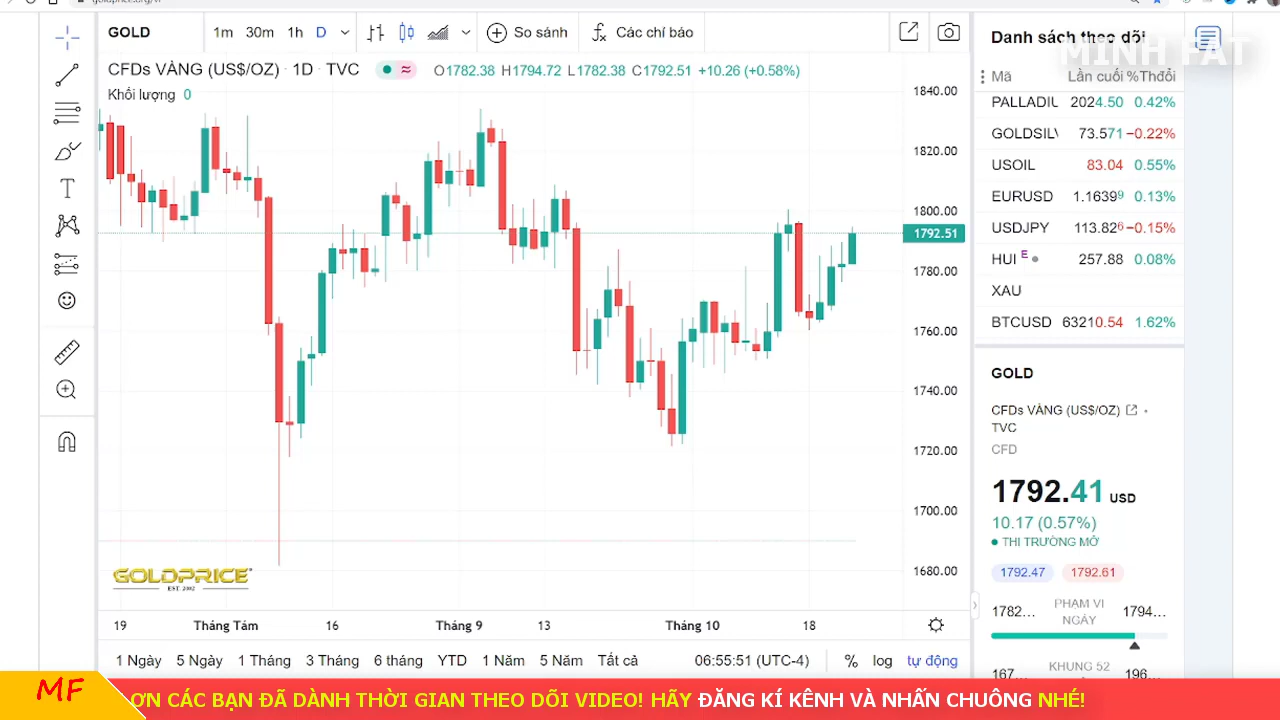 GOLD
1m 30m 1h D
So sánh
Các chỉ báo
CFDs VÀNG (US$/OZ) · 1D · TVC
O1782.38 H1794.72 L1782.38 C1792.51 +10.26 (+0.58%)
Khối lượng 0
1840.00
1820.00
1800.00
1792.51
1780.00
1760.00
1740.00
1720.00
1700.00
1680.00
GOLDPRICE
EST. 2002
19 Tháng Tám 16 Tháng 9 13 Tháng 10 18
1 Ngày 5 Ngày 1 Tháng 3 Tháng 6 tháng YTD 1 Năm 5 Năm Tất cả
06:55:51 (UTC-4) % log tự động
Danh sách theo dõi
MINH FAT
Mã Lần cuối %Thđổi
PALLADIU 2024.50 0.42%
GOLDSILV 73.571 −0.22%
USOIL 83.04 0.55%
EURUSD 1.16399 0.13%
USDJPY 113.826 −0.15%
HUI E 257.88 0.08%
XAU
BTCUSD 63210.54 1.62%
GOLD
CFDs VÀNG (US$/OZ)
TVC
CFD
1792.41 USD
10.17 (0.57%)
THỊ TRƯỜNG MỞ
1792.47 1792.61
1782... PHẠM VI NGÀY 1794...
167... KHUNG 52 196...
MF
ƠN CÁC BẠN ĐÃ DÀNH THỜI GIAN THEO DÕI VIDEO! HÃY ĐĂNG KÍ KÊNH VÀ NHẤN CHUÔNG NHÉ!